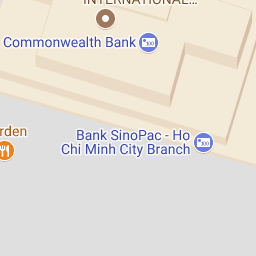 INTERNATIONAL...
Commonwealth Bank
rden
Bank SinoPac - Ho
Chi Minh City Branch